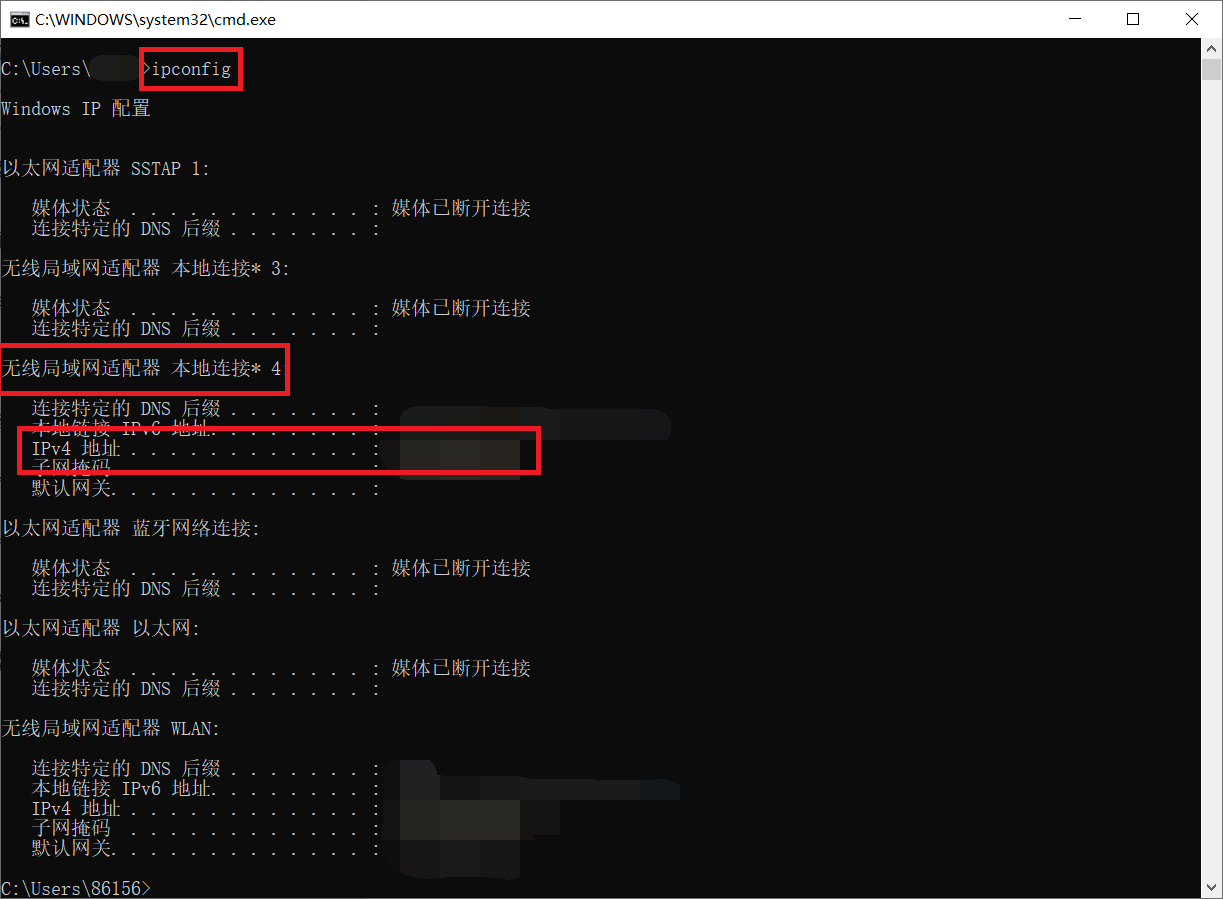 C:\WINDOWS\system32\cmd.exe
C:\Users\ >ipconfig
Windows IP 配置
以太网适配器 SSTAP 1:
媒体状态 . . . . . . . . . . . . : 媒体已断开连接
连接特定的 DNS 后缀 . . . . . . . :
无线局域网适配器 本地连接* 3:
媒体状态 . . . . . . . . . . . . : 媒体已断开连接
连接特定的 DNS 后缀 . . . . . . . :
无线局域网适配器 本地连接* 4
连接特定的 DNS 后缀 . . . . . . . :
本地链接 IPv6 地址. . . . . . . . :
IPv4 地址 . . . . . . . . . . . . :
子网掩码 . . . . . . . . . . . . :
默认网关. . . . . . . . . . . . . :
以太网适配器 蓝牙网络连接:
媒体状态 . . . . . . . . . . . . : 媒体已断开连接
连接特定的 DNS 后缀 . . . . . . . :
以太网适配器 以太网:
媒体状态 . . . . . . . . . . . . : 媒体已断开连接
连接特定的 DNS 后缀 . . . . . . . :
无线局域网适配器 WLAN:
连接特定的 DNS 后缀 . . . . . . . :
本地链接 IPv6 地址. . . . . . . . :
IPv4 地址 . . . . . . . . . . . . :
子网掩码 . . . . . . . . . . . . :
默认网关. . . . . . . . . . . . . :
C:\Users\86156>